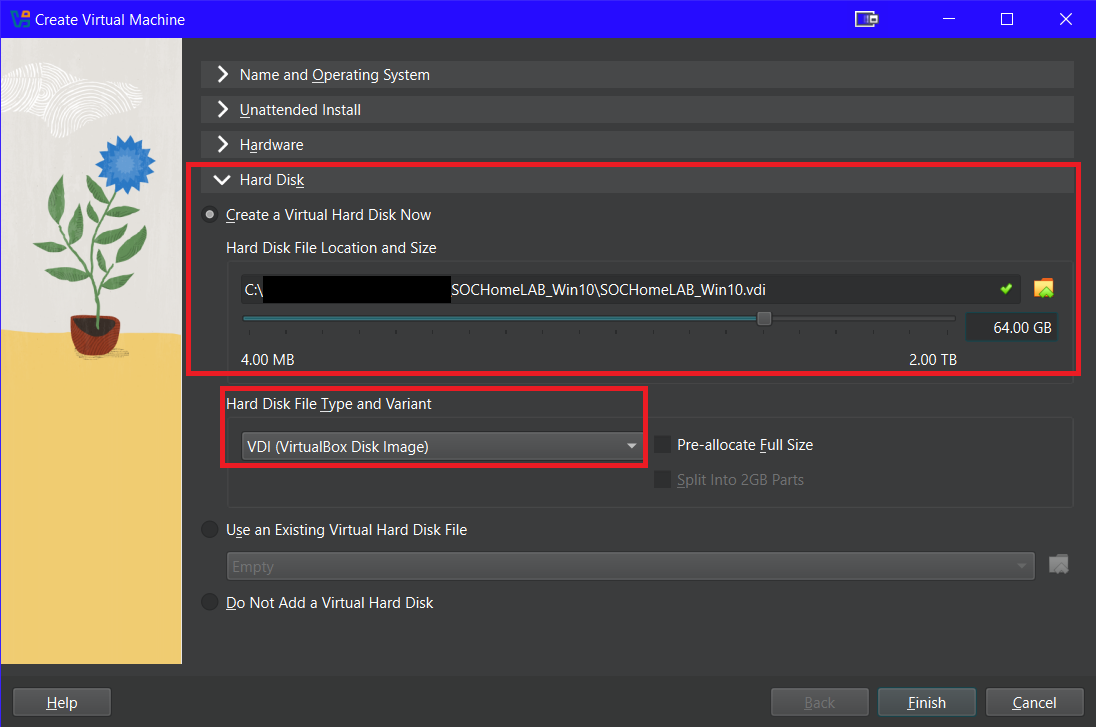 Create Virtual Machine
Name and Operating System
Unattended Install
Hardware
Hard Disk
Create a Virtual Hard Disk Now
Hard Disk File Location and Size
C:\ SOCHomeLAB_Win10\SOCHomeLAB_Win10.vdi
64.00 GB
4.00 MB 2.00 TB
Hard Disk File Type and Variant
VDI (VirtualBox Disk Image) Pre-allocate Full Size
Split Into 2GB Parts
Use an Existing Virtual Hard Disk File
Empty
Do Not Add a Virtual Hard Disk
Help Back Finish Cancel